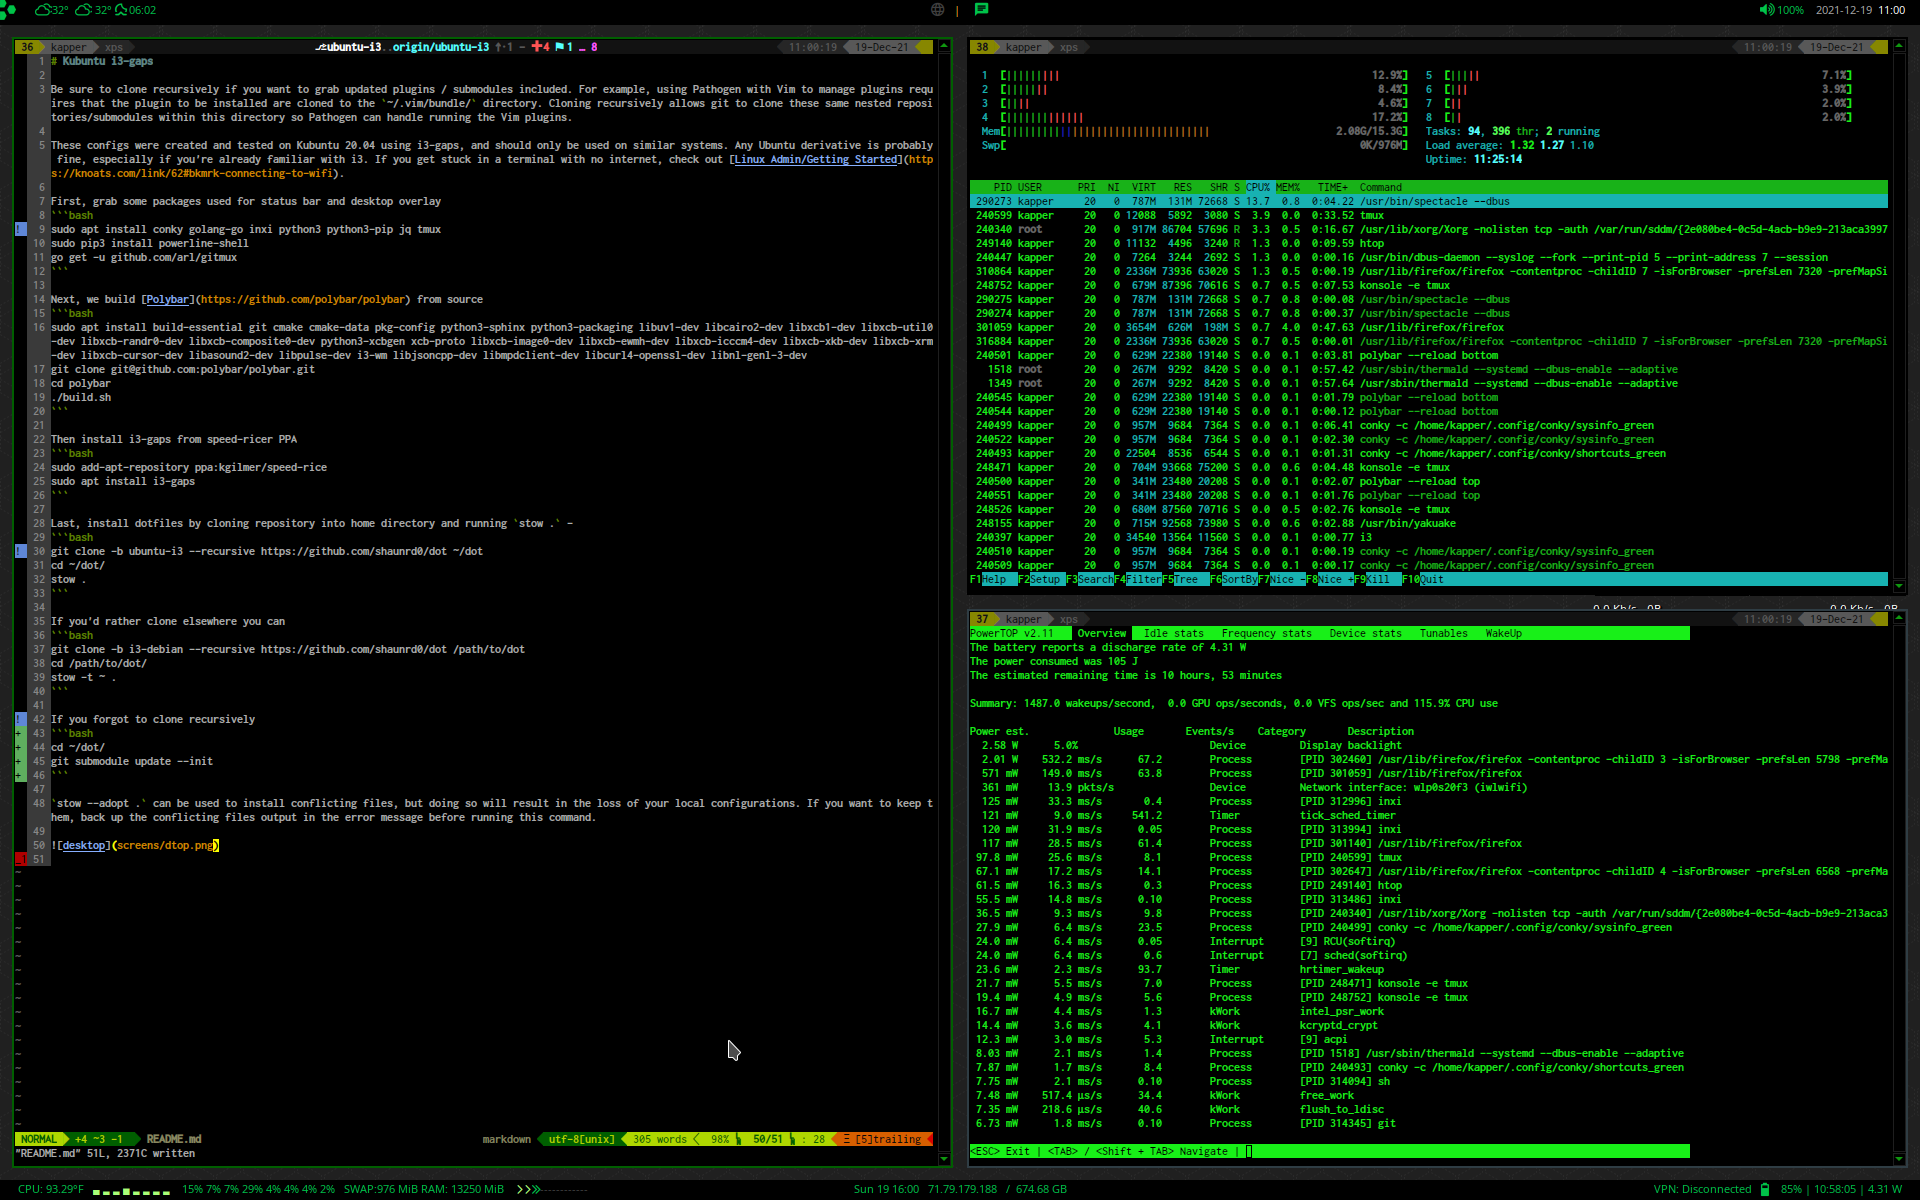 32° 32° 06:02
100% 2021-12-19 11:00
36 kapper xps ubuntu-i3..origin/ubuntu-i3 ↑·1 - +4 1 … 8 11:00:19 19-Dec-21
1 # Kubuntu i3-gaps
2
3 Be sure to clone recursively if you want to grab updated plugins / submodules included. For example, using Pathogen with Vim to manage plugins requ
ires that the plugin to be installed are cloned to the `~/.vim/bundle/` directory. Cloning recursively allows git to clone these same nested reposi
tories/submodules within this directory so Pathogen can handle running the Vim plugins.
4
5 These configs were created and tested on Kubuntu 20.04 using i3-gaps, and should only be used on similar systems. Any Ubuntu derivative is probably
fine, especially if you're already familiar with i3. If you get stuck in a terminal with no internet, check out [Linux Admin/Getting Started](http
s://knoats.com/link/62#bkmrk-connecting-to-wifi).
6
7 First, grab some packages used for status bar and desktop overlay
8 ```bash
! 9 sudo apt install conky golang-go inxi python3 python3-pip jq tmux
10 sudo pip3 install powerline-shell
11 go get -u github.com/arl/gitmux
12 ```
13
14 Next, we build [Polybar](https://github.com/polybar/polybar) from source
15 ```bash
16 sudo apt install build-essential git cmake cmake-data pkg-config python3-sphinx python3-packaging libuv1-dev libcairo2-dev libxcb1-dev libxcb-util0
-dev libxcb-randr0-dev libxcb-composite0-dev python3-xcbgen xcb-proto libxcb-image0-dev libxcb-ewmh-dev libxcb-icccm4-dev libxcb-xkb-dev libxcb-xrm
-dev libxcb-cursor-dev libasound2-dev libpulse-dev i3-wm libjsoncpp-dev libmpdclient-dev libcurl4-openssl-dev libnl-genl-3-dev
17 git clone git@github.com:polybar/polybar.git
18 cd polybar
19 ./build.sh
20 ```
21
22 Then install i3-gaps from speed-ricer PPA
23 ```bash
24 sudo add-apt-repository ppa:kgilmer/speed-rice
25 sudo apt install i3-gaps
26 ```
27
28 Last, install dotfiles by cloning repository into home directory and running `stow .` -
29 ```bash
! 30 git clone -b ubuntu-i3 --recursive https://github.com/shaunrd0/dot ~/dot
31 cd ~/dot/
32 stow .
33 ```
34
35 If you'd rather clone elsewhere you can
36 ```bash
37 git clone -b i3-debian --recursive https://github.com/shaunrd0/dot /path/to/dot
38 cd /path/to/dot/
39 stow -t ~ .
40 ```
41
! 42 If you forgot to clone recursively
+ 43 ```bash
+ 44 cd ~/dot/
+ 45 git submodule update --init
+ 46 ```
47
48 `stow --adopt .` can be used to install conflicting files, but doing so will result in the loss of your local configurations. If you want to keep t
hem, back up the conflicting files output in the error message before running this command.
49
50 ![desktop](screens/dtop.png)
_1 51
NORMAL +4 ~3 -1 README.md markdown utf-8[unix] 305 words 98% 50/51 : 28 Ξ [5]trailing
"README.md" 51L, 2371C written
38 kapper xps 11:00:19 19-Dec-21
1 [||||||||| 12.9%] 5 [||||| 7.1%]
2 [||||||| 8.4%] 6 [||| 3.9%]
3 [|||| 4.6%] 7 [|| 2.0%]
4 [||||||||||||| 17.2%] 8 [|| 2.0%]
Mem[|||||||||||||||||||||||||||||||||| 2.08G/15.3G] Tasks: 94, 396 thr; 2 running
Swp[ 0K/976M] Load average: 1.32 1.27 1.10
Uptime: 11:25:14
PID USER PRI NI VIRT RES SHR S CPU% MEM% TIME+ Command
290273 kapper 20 0 787M 131M 72668 S 13.7 0.8 0:04.22 /usr/bin/spectacle --dbus
240599 kapper 20 0 12088 5892 3080 S 3.9 0.0 0:33.52 tmux
240340 root 20 0 917M 86704 57696 R 3.3 0.5 0:16.67 /usr/lib/xorg/Xorg -nolisten tcp -auth /var/run/sddm/{2e080be4-0c5d-4acb-b9e9-213aca3997
249140 kapper 20 0 11132 4496 3240 R 1.3 0.0 0:09.59 htop
240447 kapper 20 0 7264 3244 2692 S 1.3 0.0 0:00.16 /usr/bin/dbus-daemon --syslog --fork --print-pid 5 --print-address 7 --session
310864 kapper 20 0 2336M 73936 63020 S 1.3 0.5 0:00.19 /usr/lib/firefox/firefox -contentproc -childID 7 -isForBrowser -prefsLen 7320 -prefMapSi
248752 kapper 20 0 679M 87396 70616 S 0.7 0.5 0:07.53 konsole -e tmux
290275 kapper 20 0 787M 131M 72668 S 0.7 0.8 0:00.08 /usr/bin/spectacle --dbus
290274 kapper 20 0 787M 131M 72668 S 0.7 0.8 0:00.37 /usr/bin/spectacle --dbus
301059 kapper 20 0 3654M 626M 198M S 0.7 4.0 0:47.63 /usr/lib/firefox/firefox
316884 kapper 20 0 2336M 73936 63020 S 0.7 0.5 0:00.01 /usr/lib/firefox/firefox -contentproc -childID 7 -isForBrowser -prefsLen 7320 -prefMapSi
240501 kapper 20 0 629M 22380 19140 S 0.0 0.1 0:03.81 polybar --reload bottom
1518 root 20 0 267M 9292 8420 S 0.0 0.1 0:57.42 /usr/sbin/thermald --systemd --dbus-enable --adaptive
1349 root 20 0 267M 9292 8420 S 0.0 0.1 0:57.64 /usr/sbin/thermald --systemd --dbus-enable --adaptive
240545 kapper 20 0 629M 22380 19140 S 0.0 0.1 0:01.79 polybar --reload bottom
240544 kapper 20 0 629M 22380 19140 S 0.0 0.1 0:00.12 polybar --reload bottom
240499 kapper 20 0 957M 9684 7364 S 0.0 0.1 0:06.41 conky -c /home/kapper/.config/conky/sysinfo_green
240522 kapper 20 0 957M 9684 7364 S 0.0 0.1 0:02.30 conky -c /home/kapper/.config/conky/sysinfo_green
240493 kapper 20 0 22504 8536 6544 S 0.0 0.1 0:01.31 conky -c /home/kapper/.config/conky/shortcuts_green
248471 kapper 20 0 704M 93668 75200 S 0.0 0.6 0:04.48 konsole -e tmux
240500 kapper 20 0 341M 23480 20208 S 0.0 0.1 0:02.07 polybar --reload top
240551 kapper 20 0 341M 23480 20208 S 0.0 0.1 0:01.76 polybar --reload top
248526 kapper 20 0 680M 87560 70716 S 0.0 0.5 0:02.76 konsole -e tmux
248155 kapper 20 0 715M 92568 73980 S 0.0 0.6 0:02.88 /usr/bin/yakuake
240397 kapper 20 0 34540 13564 11560 S 0.0 0.1 0:00.77 i3
240510 kapper 20 0 957M 9684 7364 S 0.0 0.1 0:00.19 conky -c /home/kapper/.config/conky/sysinfo_green
240509 kapper 20 0 957M 9684 7364 S 0.0 0.1 0:00.17 conky -c /home/kapper/.config/conky/sysinfo_green
F1Help F2Setup F3SearchF4FilterF5Tree F6SortByF7Nice -F8Nice +F9Kill F10Quit
0.0 Kb/s 0B 0.0 Kb/s 0B
37 kapper xps 11:00:19 19-Dec-21
PowerTOP v2.11 Overview Idle stats Frequency stats Device stats Tunables WakeUp
The battery reports a discharge rate of 4.31 W
The power consumed was 105 J
The estimated remaining time is 10 hours, 53 minutes
Summary: 1487.0 wakeups/second, 0.0 GPU ops/seconds, 0.0 VFS ops/sec and 115.9% CPU use
Power est. Usage Events/s Category Description
2.58 W 5.0% Device Display backlight
2.01 W 532.2 ms/s 67.2 Process [PID 302460] /usr/lib/firefox/firefox -contentproc -childID 3 -isForBrowser -prefsLen 5798 -prefMa
571 mW 149.0 ms/s 63.8 Process [PID 301059] /usr/lib/firefox/firefox
361 mW 13.9 pkts/s Device Network interface: wlp0s20f3 (iwlwifi)
125 mW 33.3 ms/s 0.4 Process [PID 312996] inxi
121 mW 9.0 ms/s 541.2 Timer tick_sched_timer
120 mW 31.9 ms/s 0.05 Process [PID 313994] inxi
117 mW 28.5 ms/s 61.4 Process [PID 301140] /usr/lib/firefox/firefox
97.8 mW 25.6 ms/s 8.1 Process [PID 240599] tmux
67.1 mW 17.2 ms/s 14.1 Process [PID 302647] /usr/lib/firefox/firefox -contentproc -childID 4 -isForBrowser -prefsLen 6568 -prefMa
61.5 mW 16.3 ms/s 0.3 Process [PID 249140] htop
55.5 mW 14.8 ms/s 0.10 Process [PID 313486] inxi
36.5 mW 9.3 ms/s 9.8 Process [PID 240340] /usr/lib/xorg/Xorg -nolisten tcp -auth /var/run/sddm/{2e080be4-0c5d-4acb-b9e9-213aca3
27.9 mW 6.4 ms/s 23.5 Process [PID 240499] conky -c /home/kapper/.config/conky/sysinfo_green
24.0 mW 6.4 ms/s 0.05 Interrupt [9] RCU(softirq)
24.0 mW 6.4 ms/s 0.6 Interrupt [7] sched(softirq)
23.6 mW 2.3 ms/s 93.7 Timer hrtimer_wakeup
21.7 mW 5.5 ms/s 7.0 Process [PID 248471] konsole -e tmux
19.4 mW 4.9 ms/s 5.6 Process [PID 248752] konsole -e tmux
16.7 mW 4.4 ms/s 1.3 kWork intel_psr_work
14.4 mW 3.6 ms/s 4.1 kWork kcryptd_crypt
12.3 mW 3.0 ms/s 5.3 Interrupt [9] acpi
8.03 mW 2.1 ms/s 1.4 Process [PID 1518] /usr/sbin/thermald --systemd --dbus-enable --adaptive
7.87 mW 1.7 ms/s 8.4 Process [PID 240493] conky -c /home/kapper/.config/conky/shortcuts_green
7.75 mW 2.1 ms/s 0.10 Process [PID 314094] sh
7.48 mW 517.4 µs/s 34.4 kWork free_work
7.35 mW 218.6 µs/s 40.6 kWork flush_to_ldisc
6.73 mW 1.8 ms/s 0.10 Process [PID 314345] git
<ESC> Exit | <TAB> / <Shift + TAB> Navigate |
CPU: 93.29°F 15% 7% 7% 29% 4% 4% 4% 2% SWAP:976 MiB RAM: 13250 MiB
Sun 19 16:00 71.79.179.188 / 674.68 GB
VPN: Disconnected 85% | 10:58:05 | 4.31 W